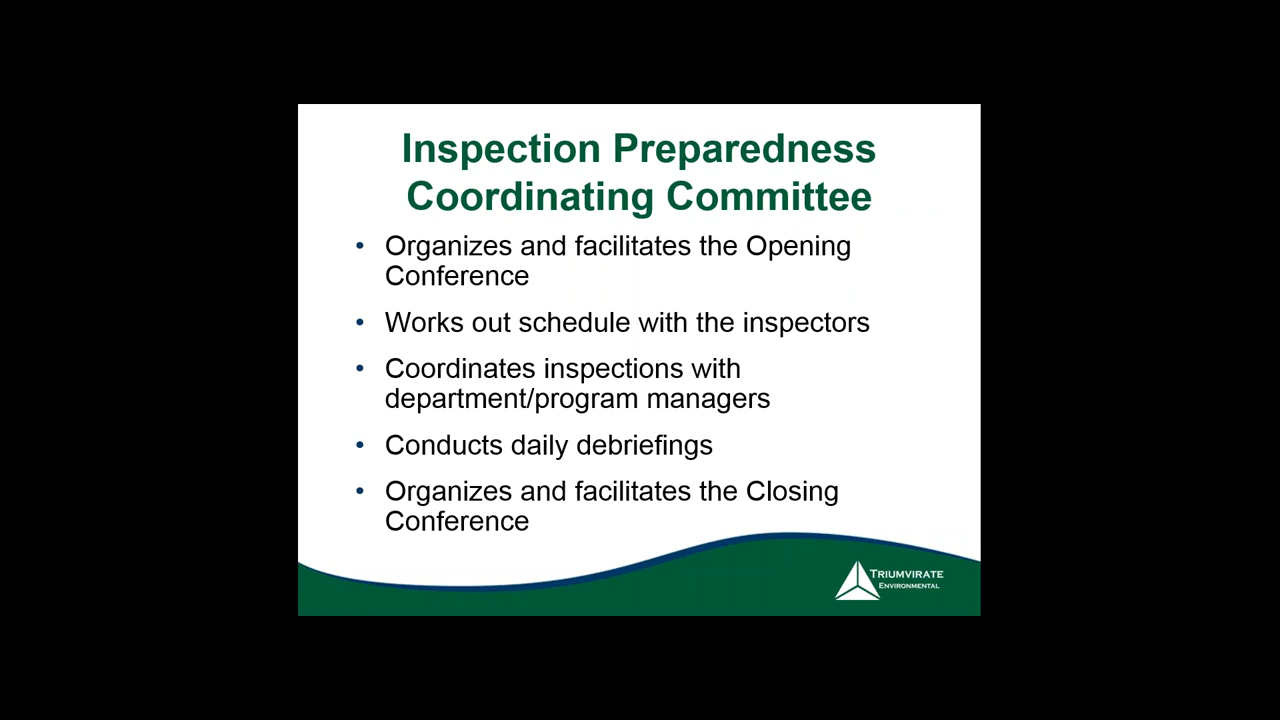 Inspection Preparedness
Coordinating Committee
• Organizes and facilitates the Opening
Conference
• Works out schedule with the inspectors
• Coordinates inspections with
department/program managers
• Conducts daily debriefings
• Organizes and facilitates the Closing
Conference
TRIUMVIRATE
ENVIRONMENTAL